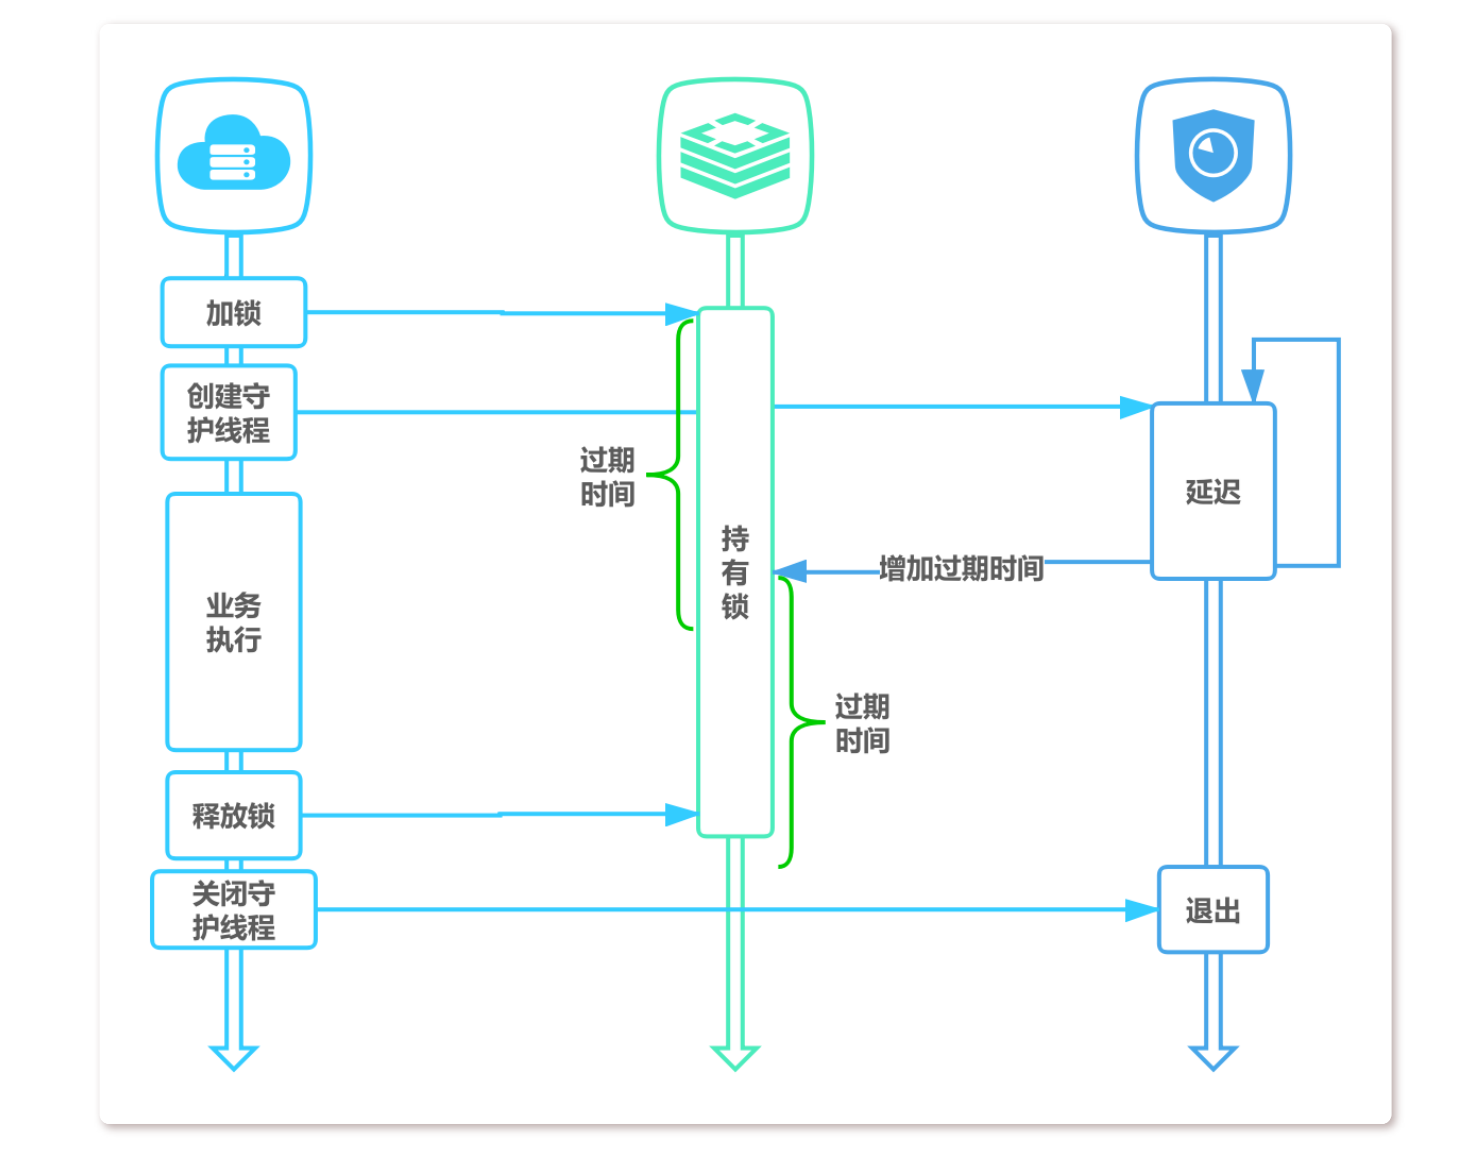 加锁
创建守
护线程
过期
时间
延迟
持
有
锁
增加过期时间
业务
执行
过期
时间
释放锁
关闭守
护线程
退出